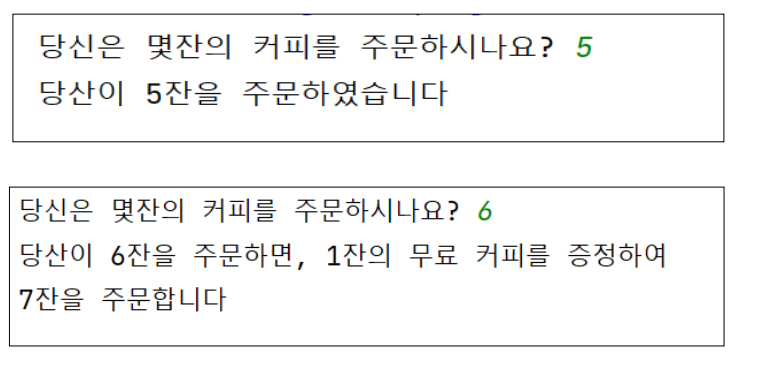 당신은 몇잔의 커피를 주문하시나요? 5
당산이 5잔을 주문하였습니다
당신은 몇잔의 커피를 주문하시나요? 6
당산이 6잔을 주문하면, 1잔의 무료 커피를 증정하여
7잔을 주문합니다